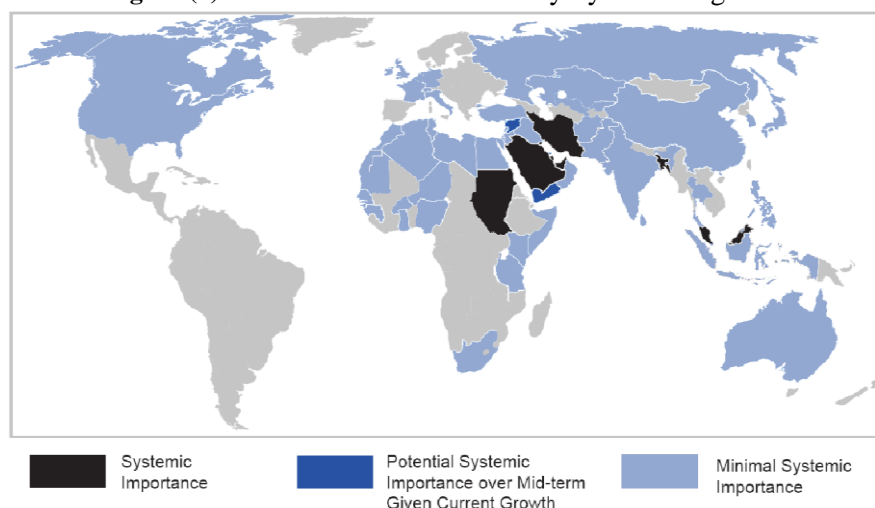 Systemic
Importance
Potential Systemic
Importance over Mid-term
Given Current Growth
Minimal Systemic
Importance